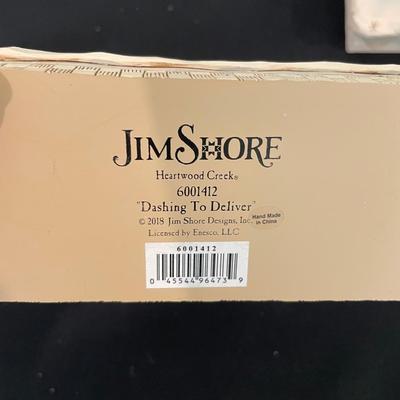 JIM SHORE
Heartwood Creek®
6001412
"Dashing To Deliver"
© 2018 Jim Shore Designs, Inc.
Licensed by Enesco, LLC
Hand Made
in China
6001412
0 45544 96473 9